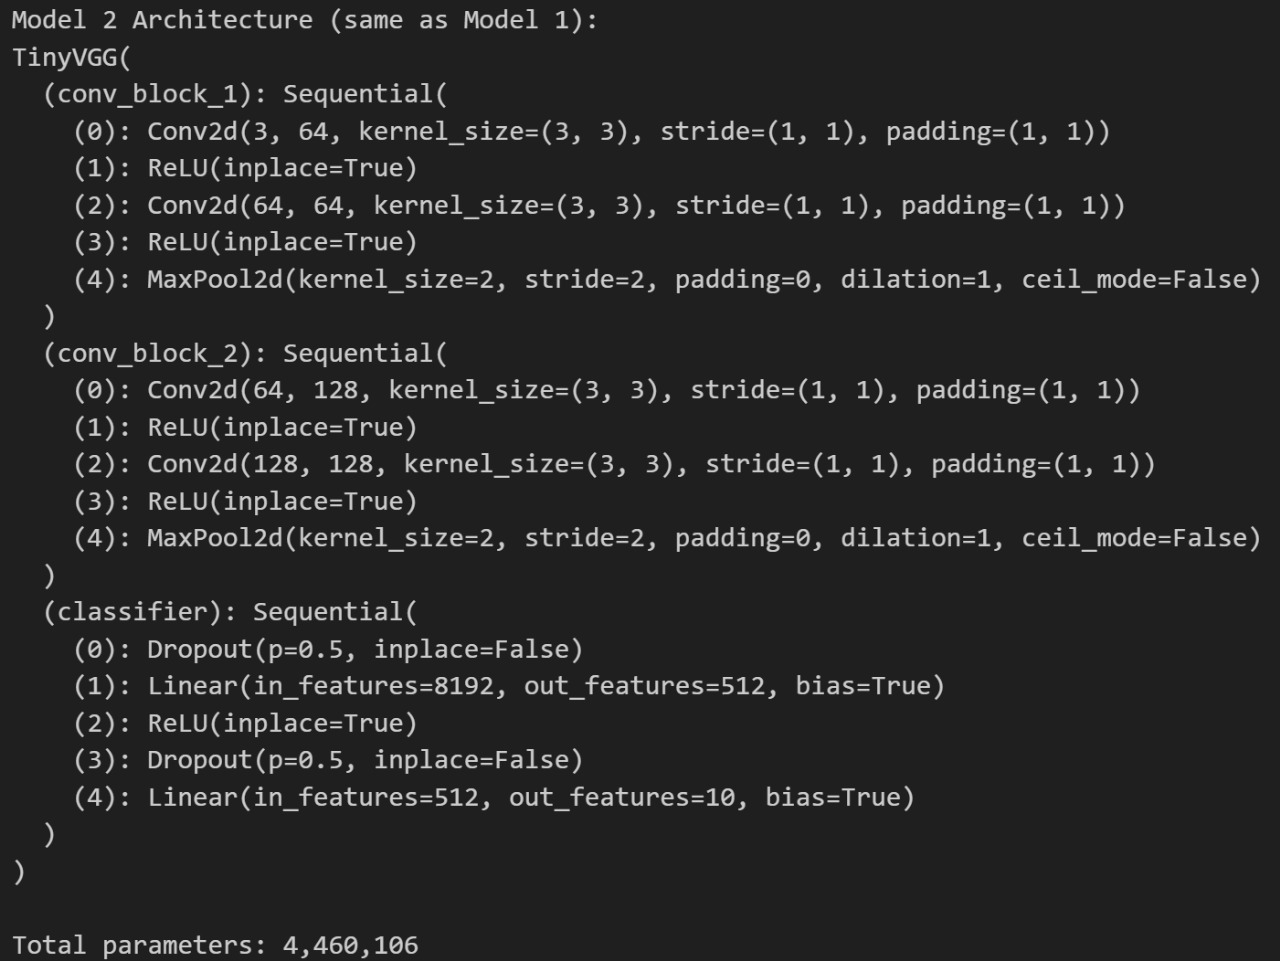 Model 2 Architecture (same as Model 1):
TinyVGG(
  (conv_block_1): Sequential(
    (0): Conv2d(3, 64, kernel_size=(3, 3), stride=(1, 1), padding=(1, 1))
    (1): ReLU(inplace=True)
    (2): Conv2d(64, 64, kernel_size=(3, 3), stride=(1, 1), padding=(1, 1))
    (3): ReLU(inplace=True)
    (4): MaxPool2d(kernel_size=2, stride=2, padding=0, dilation=1, ceil_mode=False)
  )
  (conv_block_2): Sequential(
    (0): Conv2d(64, 128, kernel_size=(3, 3), stride=(1, 1), padding=(1, 1))
    (1): ReLU(inplace=True)
    (2): Conv2d(128, 128, kernel_size=(3, 3), stride=(1, 1), padding=(1, 1))
    (3): ReLU(inplace=True)
    (4): MaxPool2d(kernel_size=2, stride=2, padding=0, dilation=1, ceil_mode=False)
  )
  (classifier): Sequential(
    (0): Dropout(p=0.5, inplace=False)
    (1): Linear(in_features=8192, out_features=512, bias=True)
    (2): ReLU(inplace=True)
    (3): Dropout(p=0.5, inplace=False)
    (4): Linear(in_features=512, out_features=10, bias=True)
  )
)

Total parameters: 4,460,106